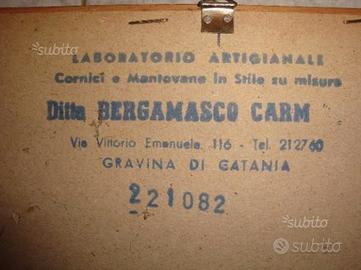 subito
LABORATORIO ARTIGIANALE
Cornici e Mantovane in Stile su misura
Ditta BERGAMASCO CARM
Via Vittorio Emanuele, 116 - Tel. 212760
GRAVINA DI CATANIA
221082
subito
subito